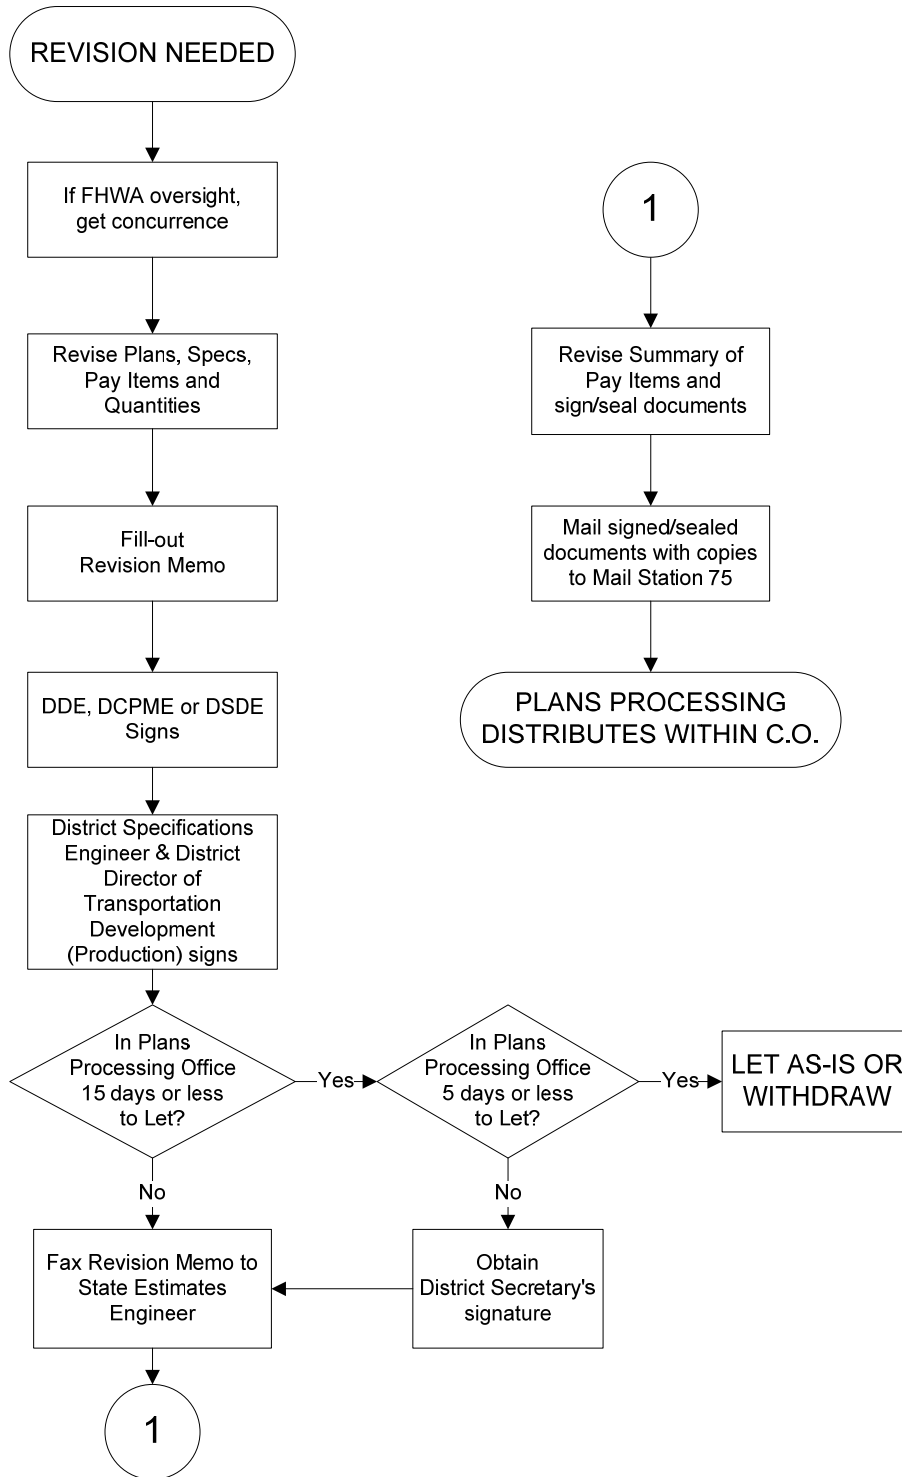 REVISION NEEDED
If FHWA oversight,
get concurrence
Revise Plans, Specs,
Pay Items and
Quantities
Fill-out
Revision Memo
DDE, DCPME or DSDE
Signs
District Specifications
Engineer & District
Director of
Transportation
Development
(Production) signs
In Plans
Processing Office
15 days or less
to Let?
Yes
In Plans
Processing Office
5 days or less
to Let?
Yes
LET AS-IS OR
WITHDRAW
No
No
Fax Revision Memo to
State Estimates
Engineer
Obtain
District Secretary's
signature
1
1
Revise Summary of
Pay Items and
sign/seal documents
Mail signed/sealed
documents with copies
to Mail Station 75
PLANS PROCESSING
DISTRIBUTES WITHIN C.O.